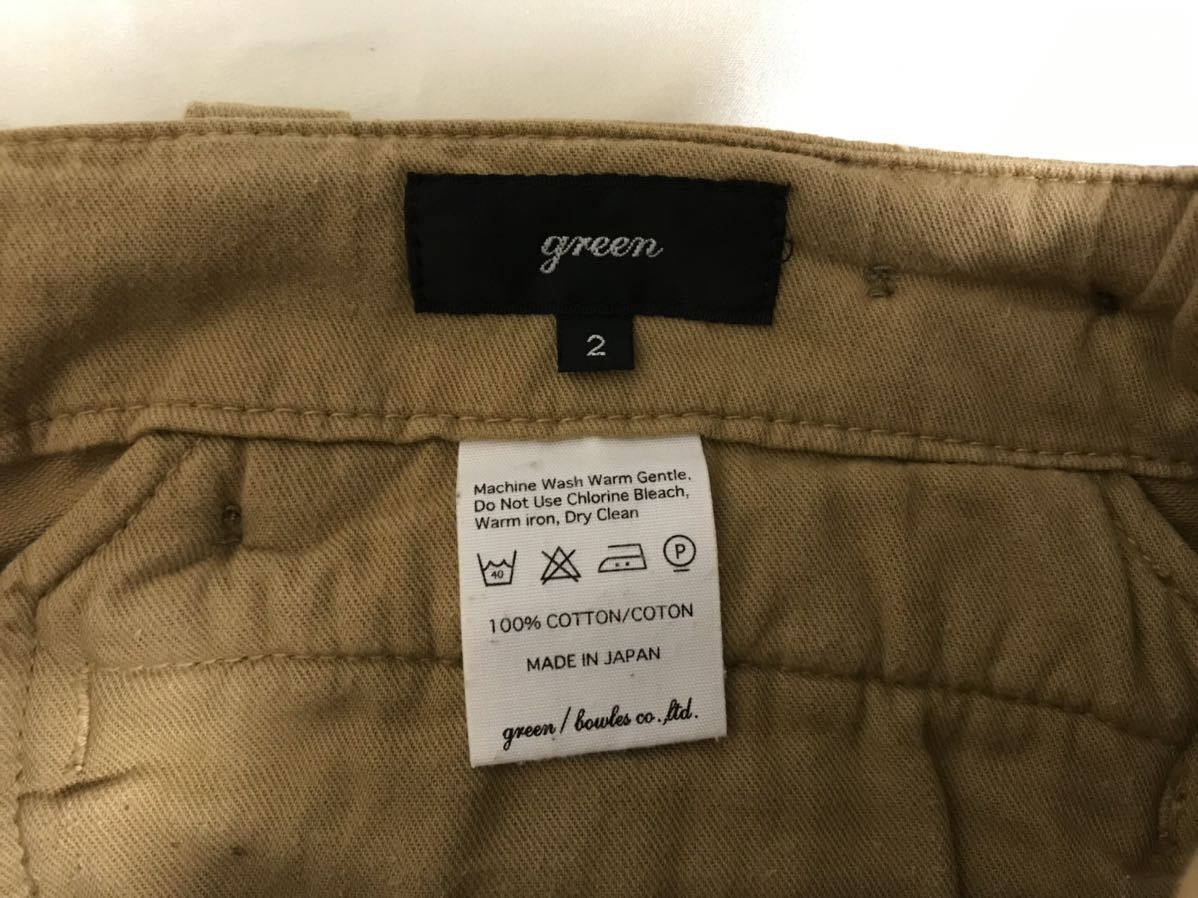 green
2
Machine Wash Warm Gentle.
Do Not Use Chlorine Bleach,
Warm iron, Dry Clean
40
P
100% COTTON/COTON
MADE IN JAPAN
green / bowles co.,ltd.